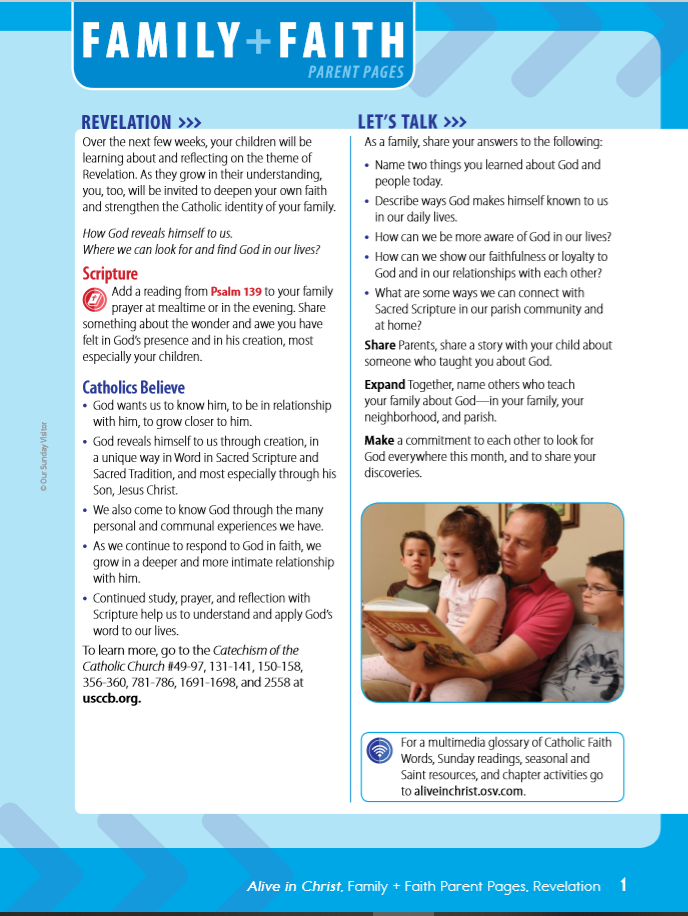 FAMILY+FAITH
PARENT PAGES
REVELATION >>>
Over the next few weeks, your children will be
learning about and reflecting on the theme of
Revelation. As they grow in their understanding,
you, too, will be invited to deepen your own faith
and strengthen the Catholic identity of your family.
How God reveals himself to us.
Where we can look for and find God in our lives?
Scripture
Add a reading from Psalm 139 to your family
prayer at mealtime or in the evening. Share
something about the wonder and awe you have
felt in God's presence and in his creation, most
especially your children.
Catholics Believe
• God wants us to know him, to be in relationship
with him, to grow closer to him.
• God reveals himself to us through creation, in
a unique way in Word in Sacred Scripture and
Sacred Tradition, and most especially through his
Son, Jesus Christ.
• We also come to know God through the many
personal and communal experiences we have.
• As we continue to respond to God in faith, we
grow in a deeper and more intimate relationship
with him.
• Continued study, prayer, and reflection with
Scripture help us to understand and apply God's
word to our lives.
To learn more, go to the Catechism of the
Catholic Church #49-97, 131-141, 150-158,
356-360, 781-786, 1691-1698, and 2558 at
usccb.org.
© Our Sunday Visitor
LET'S TALK >>>
As a family, share your answers to the following:
• Name two things you learned about God and
people today.
• Describe ways God makes himself known to us
in our daily lives.
• How can we be more aware of God in our lives?
• How can we show our faithfulness or loyalty to
God and in our relationships with each other?
• What are some ways we can connect with
Sacred Scripture in our parish community and
at home?
Share Parents, share a story with your child about
someone who taught you about God.
Expand Together, name others who teach
your family about God—in your family, your
neighborhood, and parish.
Make a commitment to each other to look for
God everywhere this month, and to share your
discoveries.
BIBLE
For a multimedia glossary of Catholic Faith
Words, Sunday readings, seasonal and
Saint resources, and chapter activities go
to aliveinchrist.osv.com.
Alive in Christ, Family + Faith Parent Pages, Revelation 1